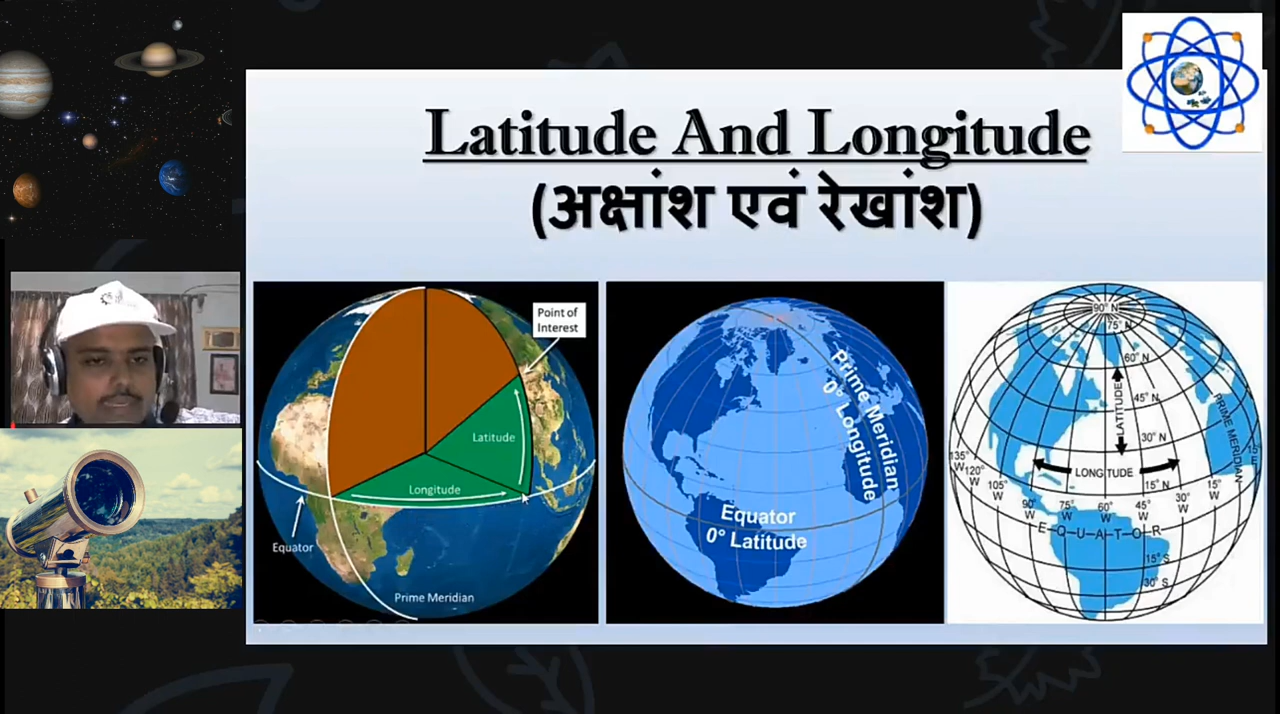 Latitude And Longitude
(अक्षांश एवं रेखांश)
Point of
Interest
Latitude
Longitude
Equator
Prime Meridian
Prime Meridian
0° Longitude
Equator
0° Latitude
90° N
75° N
60° N
45° N
30° N
15° N
LATITUDE
LONGITUDE
PRIME MERIDIAN
135°
W
120°
W
105°
W
90°
W
75°
W
60°
W
45°
W
30°
W
15°
W
15°
E
E-Q-U-A-T-O-R
15° S
30° S